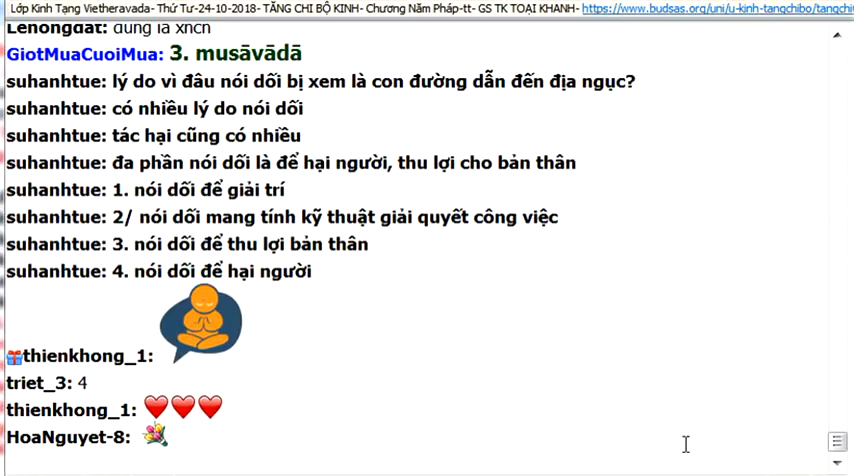 Lớp Kinh Tạng Vietheravada- Thứ Tư-24-10-2018- TĂNG CHI BỘ KINH- Chương Năm Pháp-tt- GS TK TOẠI KHANH- https://www.budsas.org/uni/u-kinh-tangchibo/tangchi
Lenongdat: đúng là xncn
GiotMuaCuoiMua: 3. musāvādā
suhanhtue: lý do vì đâu nói dối bị xem là con đường dẫn đến địa ngục?
suhanhtue: có nhiều lý do nói dối
suhanhtue: tác hại cũng có nhiều
suhanhtue: đa phần nói dối là để hại người, thu lợi cho bản thân
suhanhtue: 1. nói dối để giải trí
suhanhtue: 2/ nói dối mang tính kỹ thuật giải quyết công việc
suhanhtue: 3. nói dối để thu lợi bản thân
suhanhtue: 4. nói dối để hại người
thienkhong_1:
triet_3: 4
thienkhong_1:
HoaNguyet-8: